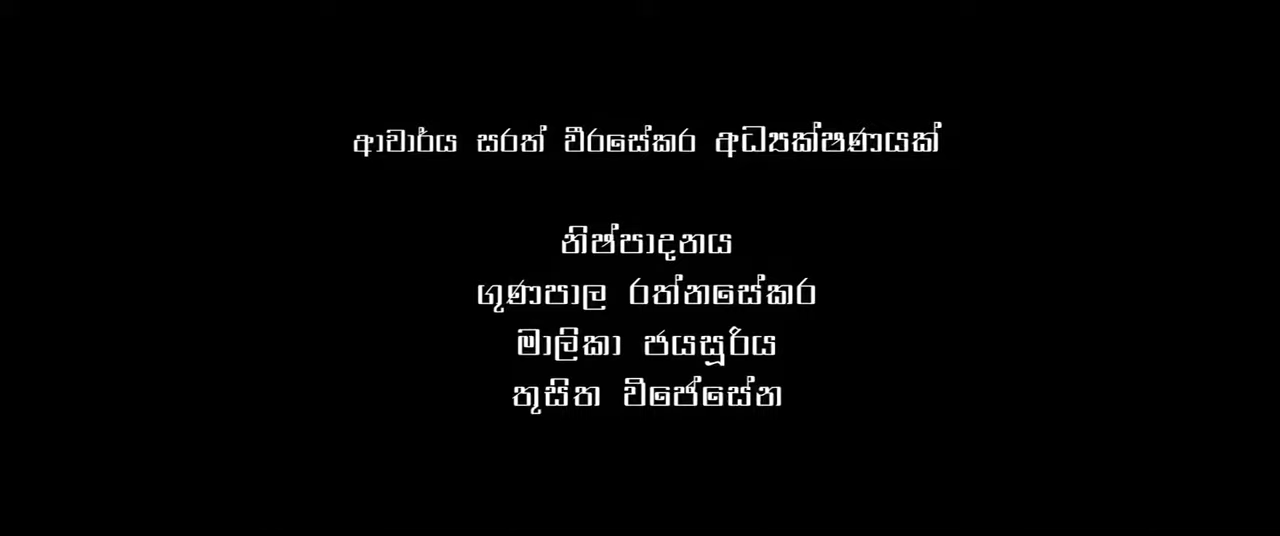 ආචාර්ය සරත් වීරසේකර අධ්‍යක්ෂණයක්
නිෂ්පාදනය
ගුණපාල රත්නසේකර
මාලිකා ජයසූරිය
තුසිත විජේසේන